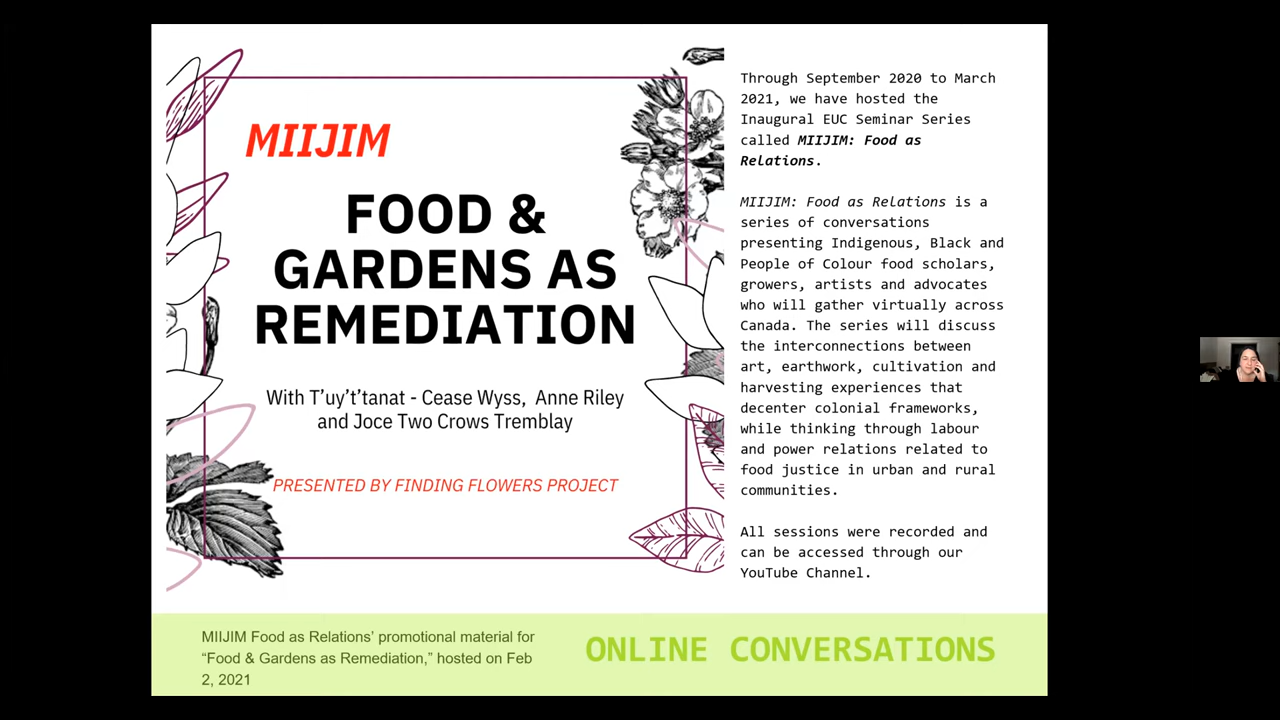 MIIJIM
FOOD &
GARDENS AS
REMEDIATION
With T'uy't'tanat - Cease Wyss, Anne Riley
and Joce Two Crows Tremblay
PRESENTED BY FINDING FLOWERS PROJECT
Through September 2020 to March
2021, we have hosted the
Inaugural EUC Seminar Series
called MIIJIM: Food as
Relations.
MIIJIM: Food as Relations is a
series of conversations
presenting Indigenous, Black and
People of Colour food scholars,
growers, artists and advocates
who will gather virtually across
Canada. The series will discuss
the interconnections between
art, earthwork, cultivation and
harvesting experiences that
decenter colonial frameworks,
while thinking through labour
and power relations related to
food justice in urban and rural
communities.
All sessions were recorded and
can be accessed through our
YouTube Channel.
MIIJIM Food as Relations’ promotional material for
“Food & Gardens as Remediation,” hosted on Feb
2, 2021
ONLINE CONVERSATIONS